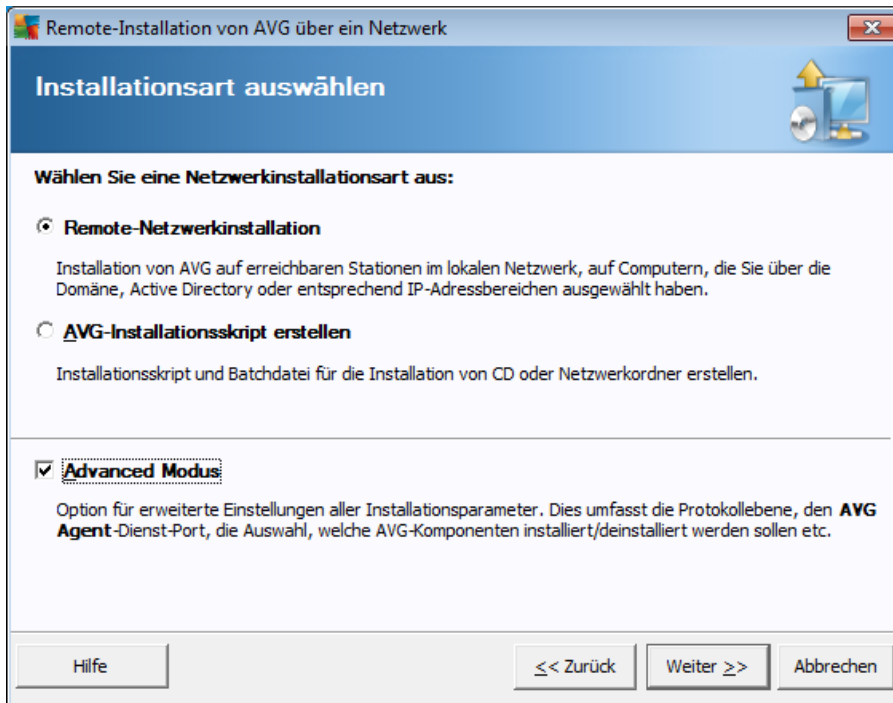 Remote-Installation von AVG über ein Netzwerk
Installationsart auswählen
Wählen Sie eine Netzwerkinstallationsart aus:
Remote-Netzwerkinstallation
Installation von AVG auf erreichbaren Stationen im lokalen Netzwerk, auf Computern, die Sie über die
Domäne, Active Directory oder entsprechend IP-Adressbereichen ausgewählt haben.
AVG-Installationsskript erstellen
Installationsskript und Batchdatei für die Installation von CD oder Netzwerkordner erstellen.
Advanced Modus
Option für erweiterte Einstellungen aller Installationsparameter. Dies umfasst die Protokollebene, den AVG
Agent-Dienst-Port, die Auswahl, welche AVG-Komponenten installiert/deinstalliert werden sollen etc.
Hilfe
<< Zurück
Weiter >>
Abbrechen